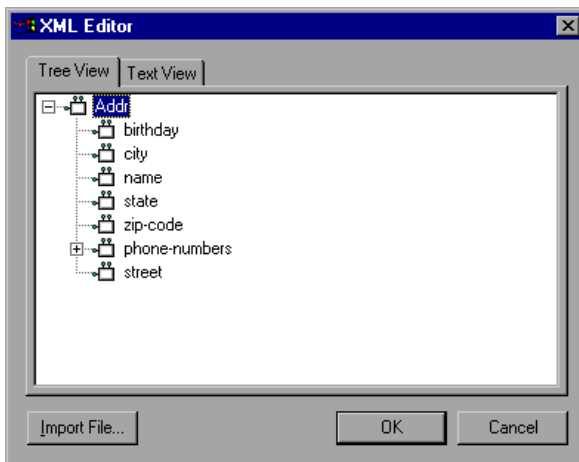 XML Editor
Tree View Text View
Addr
birthday
city
name
state
zip-code
phone-numbers
street
Import File... OK Cancel